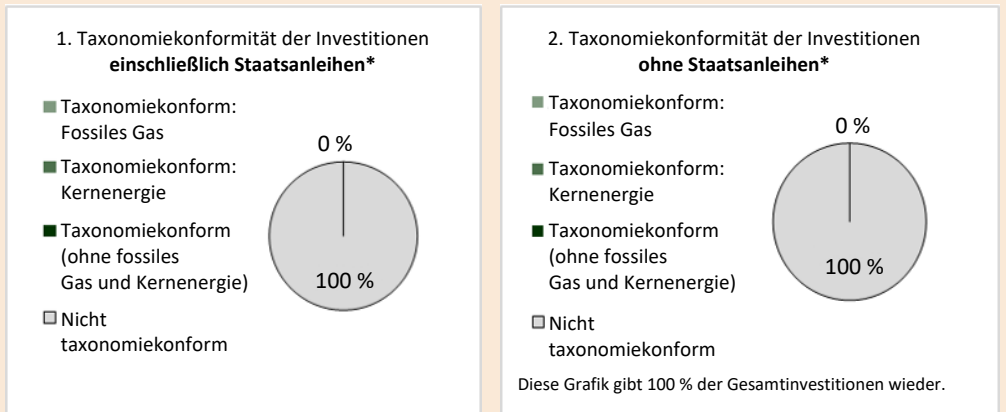 1. Taxonomiekonformität der Investitionen
einschließlich Staatsanleihen*
Taxonomiekonform:
Fossiles Gas
Taxonomiekonform:
Kernenergie
Taxonomiekonform
(ohne fossiles
Gas und Kernenergie)
Nicht
taxonomiekonform
0 %
100 %
2. Taxonomiekonformität der Investitionen
ohne Staatsanleihen*
Taxonomiekonform:
Fossiles Gas
Taxonomiekonform:
Kernenergie
Taxonomiekonform
(ohne fossiles
Gas und Kernenergie)
Nicht
taxonomiekonform
0 %
100 %
Diese Grafik gibt 100 % der Gesamtinvestitionen wieder.